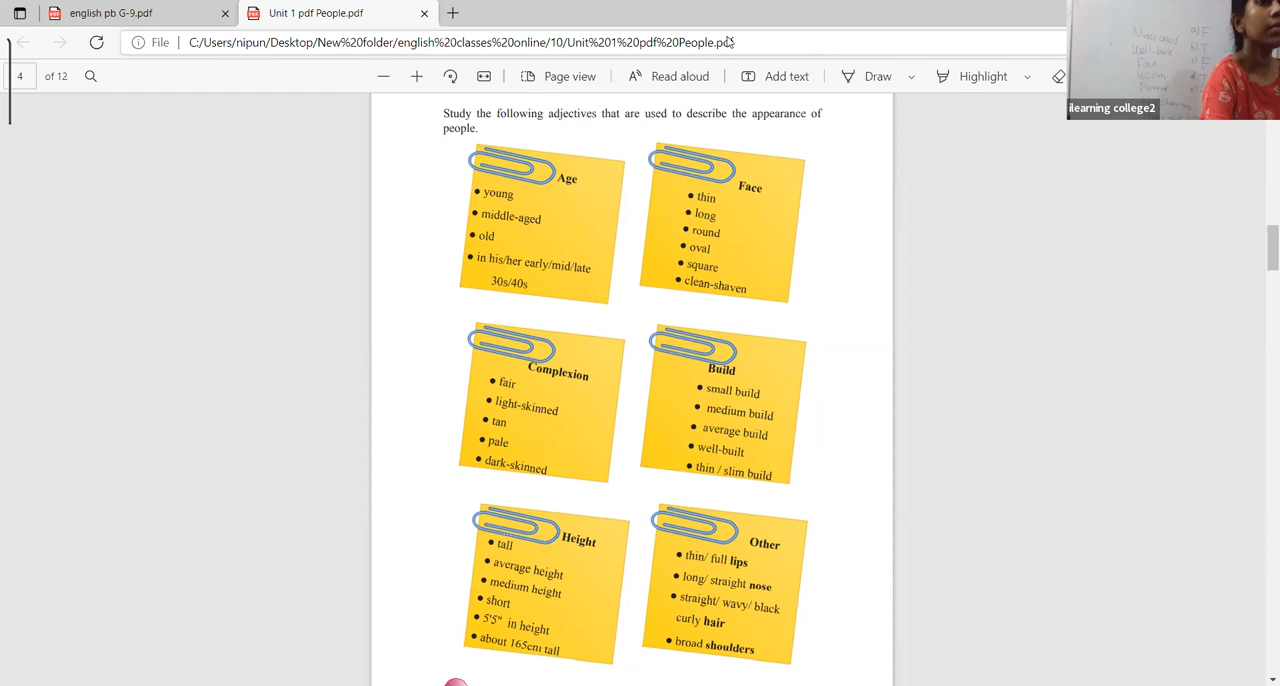 english pb G-9.pdf
Unit 1 pdf People.pdf
File
C:/Users/nipun/Desktop/New%20folder/english%20classes%20online/10/Unit%201%20pdf%20People.pdf
4 of 12
Page view
Read aloud
Add text
Draw
Highlight
ilearning college2
Study the following adjectives that are used to describe the appearance of
people.
Age
• young
• middle-aged
• old
• in his/her early/mid/late
30s/40s
Face
• thin
• long
• round
• oval
• square
• clean-shaven
Complexion
• fair
• light-skinned
• tan
• pale
• dark-skinned
Build
• small build
• medium build
• average build
• well-built
• thin / slim build
Height
• tall
• average height
• medium height
• short
• 5'5" in height
• about 165cm tall
Other
• thin/ full lips
• long/ straight nose
• straight/ wavy/ black
curly hair
• broad shoulders